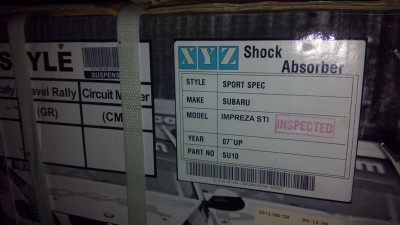 STYLE
SUSPENS
ally
avel Rally
Circuit M
(GR)
(CM
XYZ Shock
Absorber
STYLE SPORT SPEC
MAKE SUBARU
MODEL IMPREZA STI
INSPECTED
YEAR 07~UP
PART NO SU10